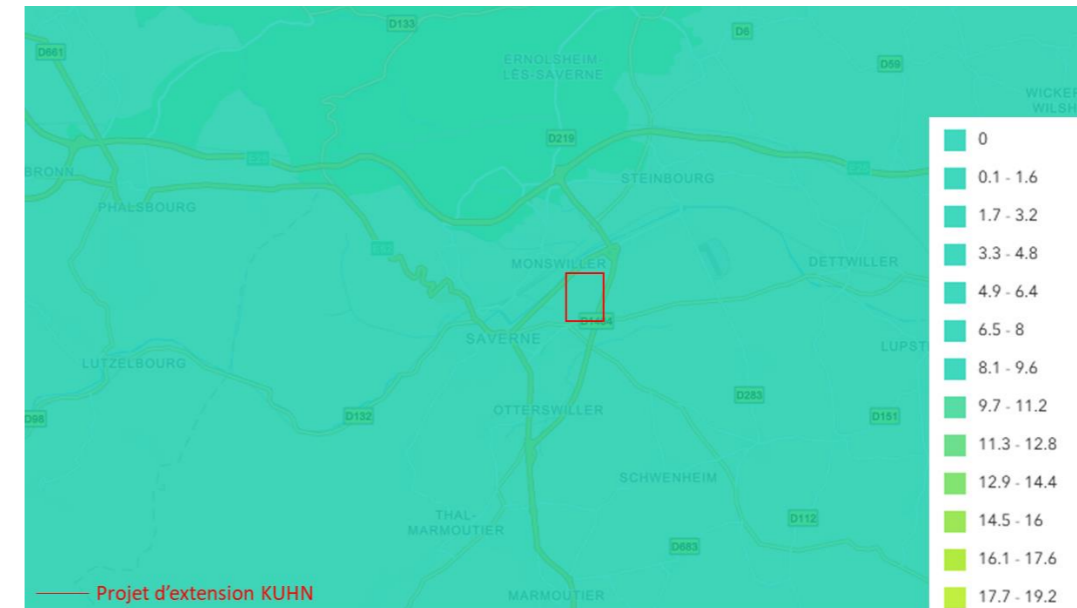 D133
D6
D661
ERNOLSHEIM-
LÈS-SAVERNE
D59
WICKER
WILSH
0
D219
0.1 - 1.6
BRONN
STEINBOURG
PHALSBOURG
1.7 - 3.2
3.3 - 4.8
MONSWILLER
DETTWILLER
4.9 - 6.4
D1404
6.5 - 8
SAVERNE
LUPST
LUTZELBOURG
8.1 - 9.6
D283
9.7 - 11.2
D98
D132
OTTERSWILLER
D151
11.3 - 12.8
SCHWENHEIM
12.9 - 14.4
THAL-
MARMOUTIER
D112
14.5 - 16
D683
16.1 - 17.6
Projet d'extension KUHN
MARMOUTIER
17.7 - 19.2